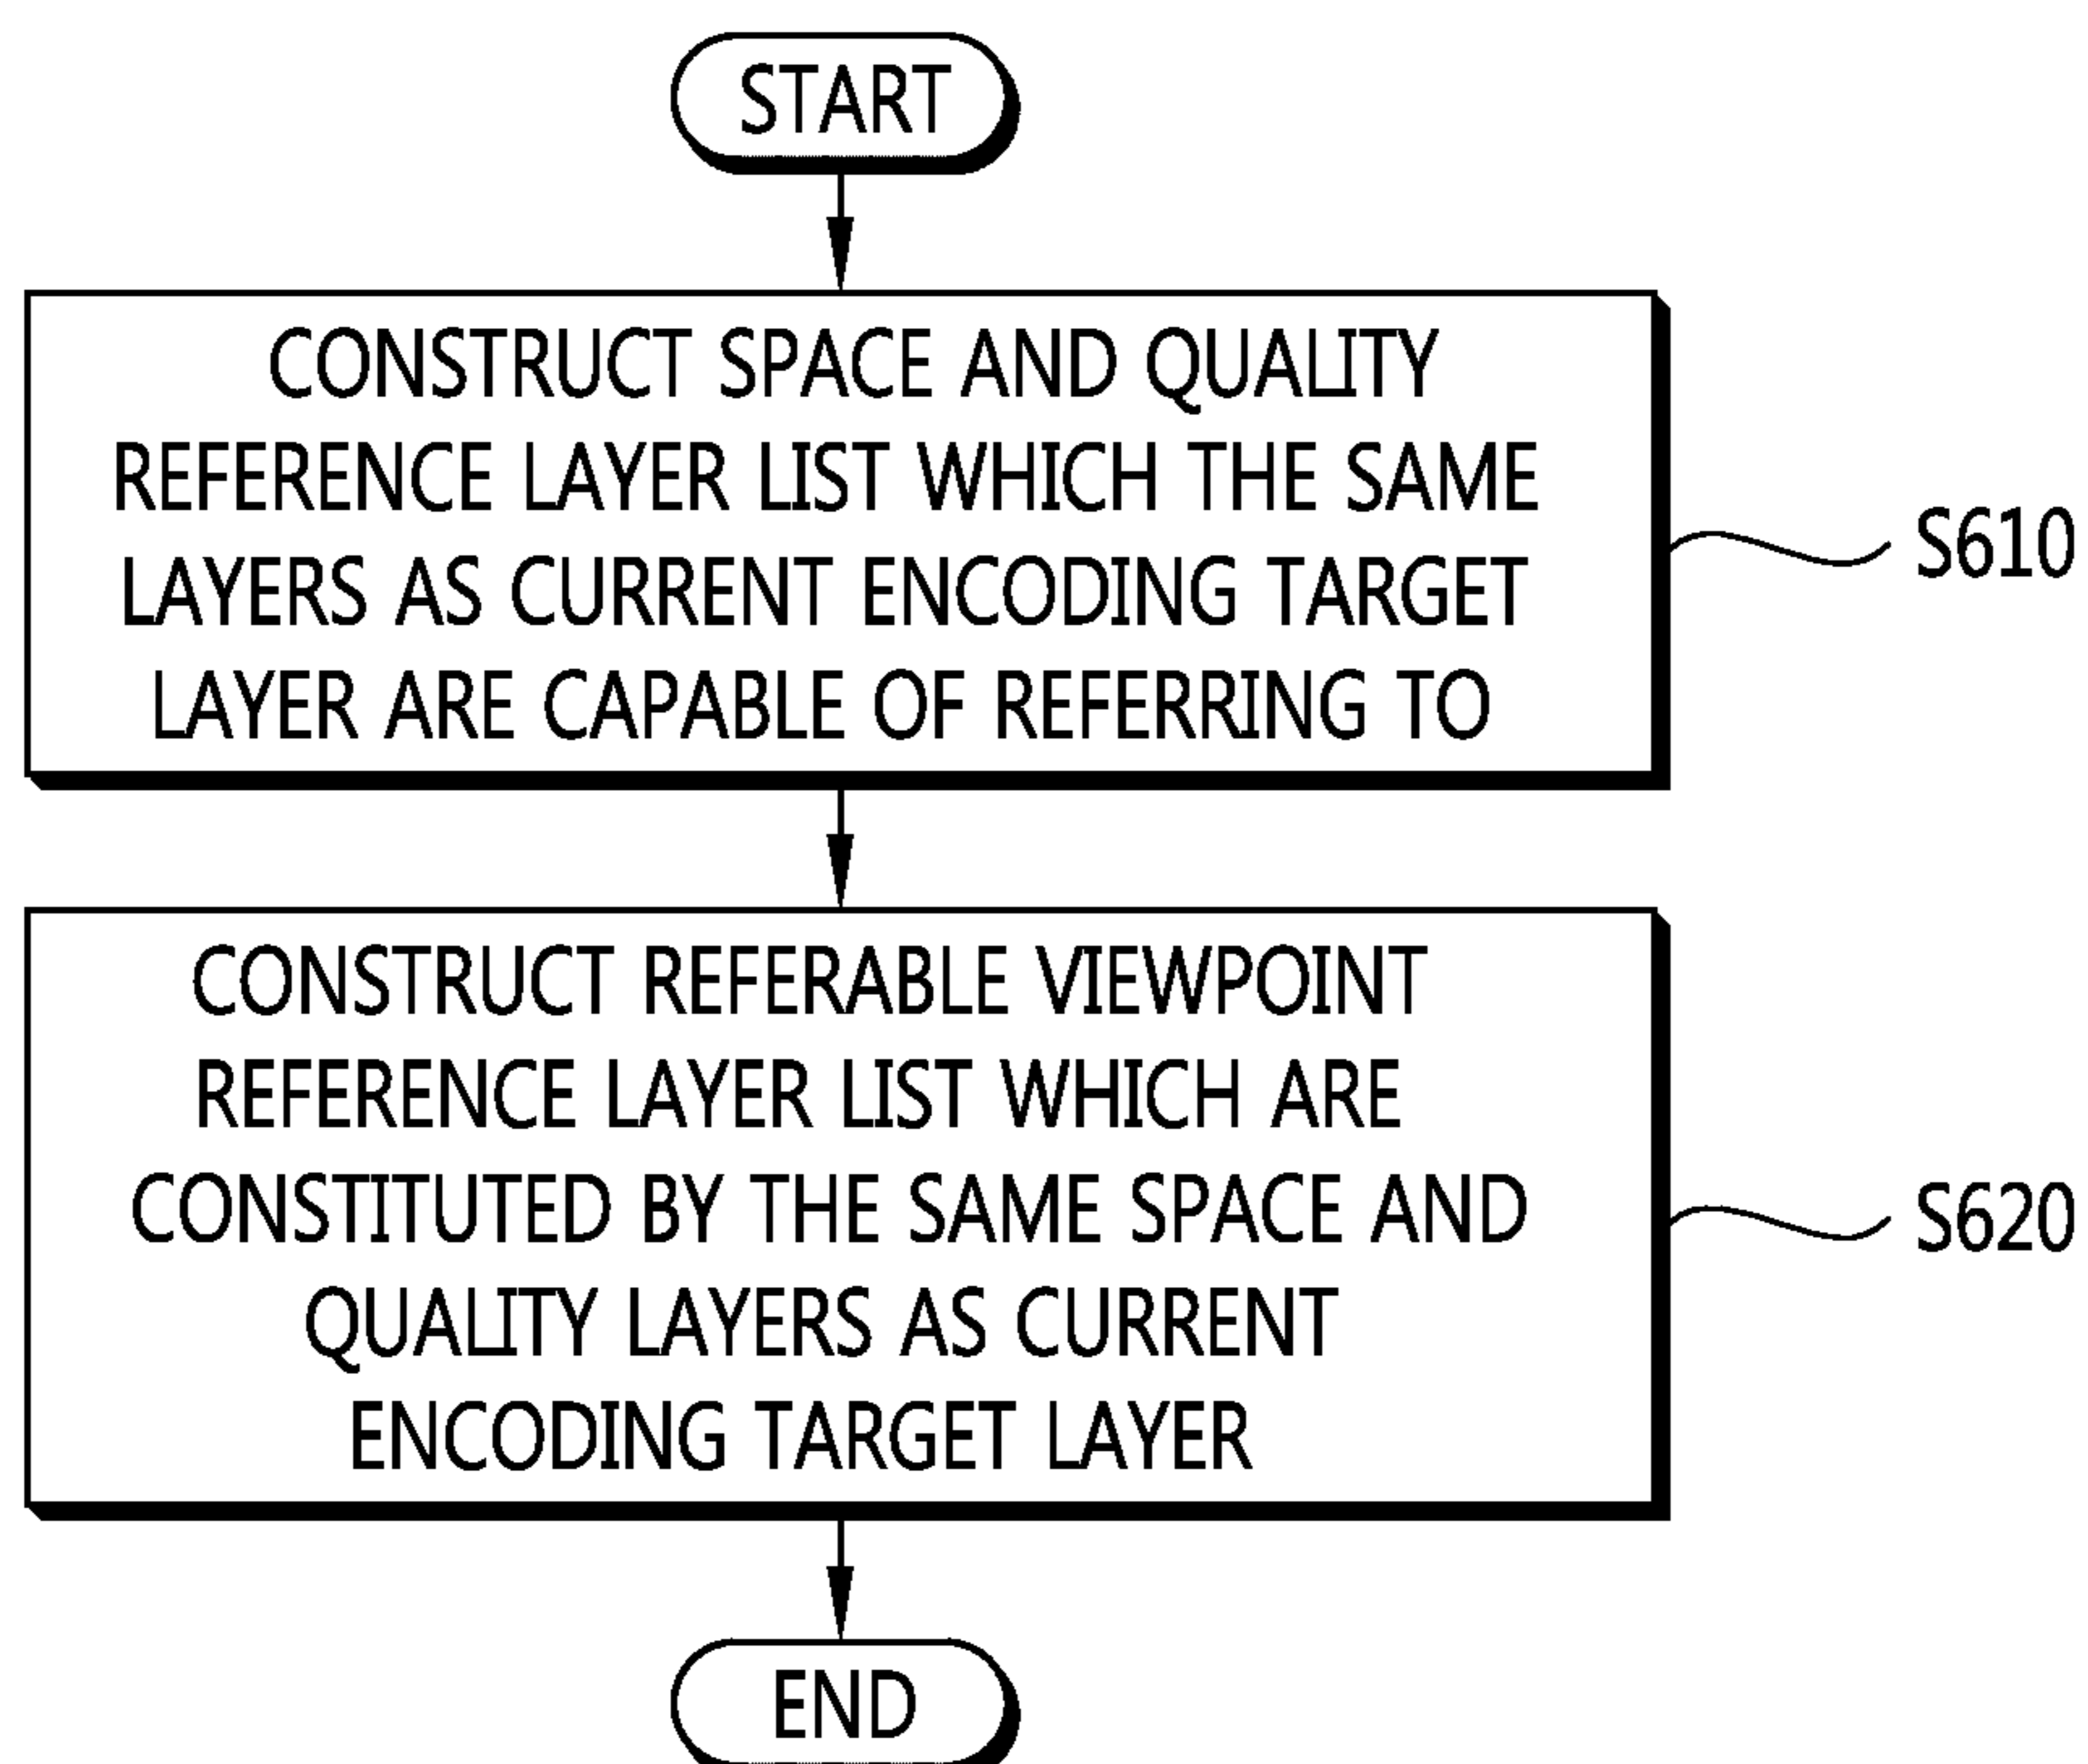 START
CONSTRUCT SPACE AND QUALITY
REFERENCE LAYER LIST WHICH THE SAME
LAYERS AS CURRENT ENCODING TARGET
LAYER ARE CAPABLE OF REFERRING TO
S610
CONSTRUCT REFERABLE VIEWPOINT
REFERENCE LAYER LIST WHICH ARE
CONSTITUTED BY THE SAME SPACE AND
QUALITY LAYERS AS CURRENT
ENCODING TARGET LAYER
S620
END